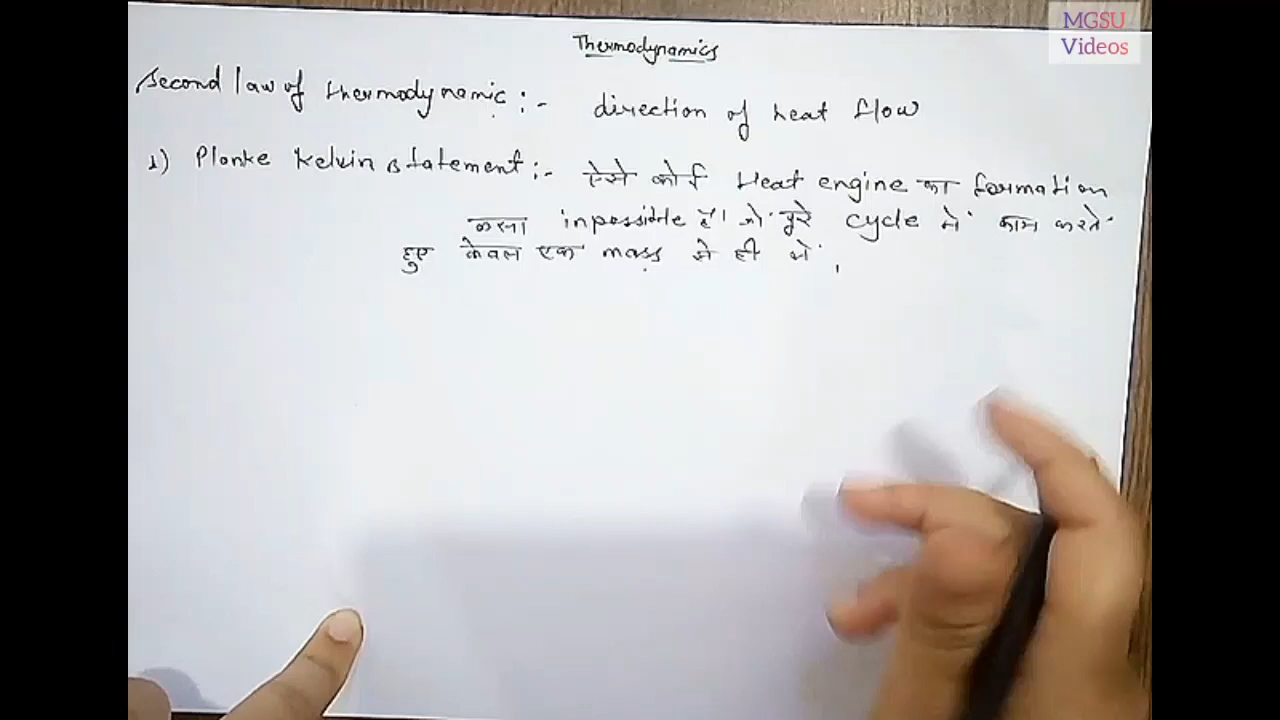 MGSU
Videos
Thermodynamics
Second law of thermodynamic :- direction of heat flow
1) Planke Kelvin statement :- ऐसे कोई Heat engine का formation
करना inpossible है। जो पूरे cycle में काम करते
हुए केवल एक mass से ही